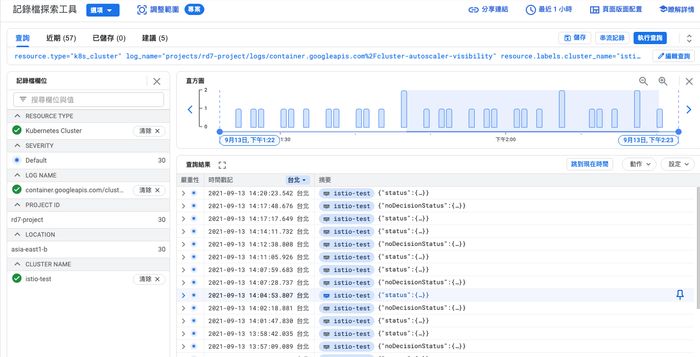 記錄檔探索工具
選項
調整範圍
專案
分享連結
最近 1 小時
頁面版面配置
瞭解詳情
查詢
近期 (57)
已儲存 (0)
建議 (5)
儲存
串流記錄
執行查詢
resource.type="k8s_cluster" log_name="projects/rd7-project/logs/container.googleapis.com%2Fcluster-autoscaler-visibility" resource.labels.cluster_name="isti…
編輯查詢
記錄檔欄位
搜尋欄位與值
RESOURCE TYPE
Kubernetes Cluster
清除
SEVERITY
Default 30
LOG NAME
container.googleapis.com/clust…
清除
PROJECT ID
rd7-project 30
LOCATION
asia-east1-b 30
CLUSTER NAME
istio-test
清除
直方圖
2
1
0
9月13日, 下午1:22
1:30
下午2:00
9月13日, 下午2:23
查詢結果
跳到現在時間
動作
設定
嚴重性 時間戳記 台北 摘要
2021-09-13 14:20:23.542 台北 istio-test {"status":{…}}
2021-09-13 14:17:48.676 台北 istio-test {"noDecisionStatus":{…}}
2021-09-13 14:17:17.649 台北 istio-test {"status":{…}}
2021-09-13 14:14:11.732 台北 istio-test {"status":{…}}
2021-09-13 14:12:38.808 台北 istio-test {"noDecisionStatus":{…}}
2021-09-13 14:11:05.926 台北 istio-test {"status":{…}}
2021-09-13 14:07:59.683 台北 istio-test {"status":{…}}
2021-09-13 14:07:28.737 台北 istio-test {"noDecisionStatus":{…}}
2021-09-13 14:04:53.807 台北 istio-test {"status":{…}}
2021-09-13 14:02:18.881 台北 istio-test {"noDecisionStatus":{…}}
2021-09-13 14:01:47.830 台北 istio-test {"status":{…}}
2021-09-13 13:58:42.035 台北 istio-test {"status":{…}}
2021-09-13 13:57:09.089 台北 istio-test {"noDecisionStatus":{…}}